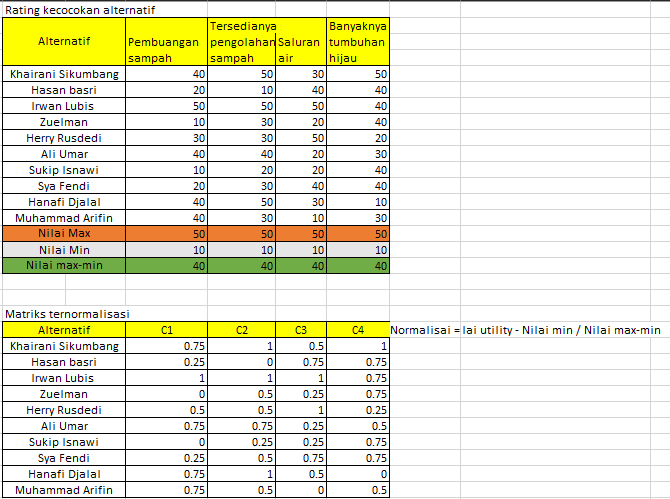 Rating kecocokan alternatif
Alternatif Pembuangan sampah Tersedianya pengolahan sampah Saluran air Banyaknya tumbuhan hijau
Khairani Sikumbang 40 50 30 50
Hasan basri 20 10 40 40
Irwan Lubis 50 50 50 40
Zuelman 10 30 20 40
Herry Rusdedi 30 30 50 20
Ali Umar 40 40 20 30
Sukip Isnawi 10 20 20 40
Sya Fendi 20 30 40 40
Hanafi Djalal 40 50 30 10
Muhammad Arifin 40 30 10 30
Nilai Max 50 50 50 50
Nilai Min 10 10 10 10
Nilai max-min 40 40 40 40
Matriks ternormalisasi
Alternatif C1 C2 C3 C4 Normalisai = lai utility - Nilai min / Nilai max-min
Khairani Sikumbang 0.75 1 0.5 1
Hasan basri 0.25 0 0.75 0.75
Irwan Lubis 1 1 1 0.75
Zuelman 0 0.5 0.25 0.75
Herry Rusdedi 0.5 0.5 1 0.25
Ali Umar 0.75 0.75 0.25 0.5
Sukip Isnawi 0 0.25 0.25 0.75
Sya Fendi 0.25 0.5 0.75 0.75
Hanafi Djalal 0.75 1 0.5 0
Muhammad Arifin 0.75 0.5 0 0.5